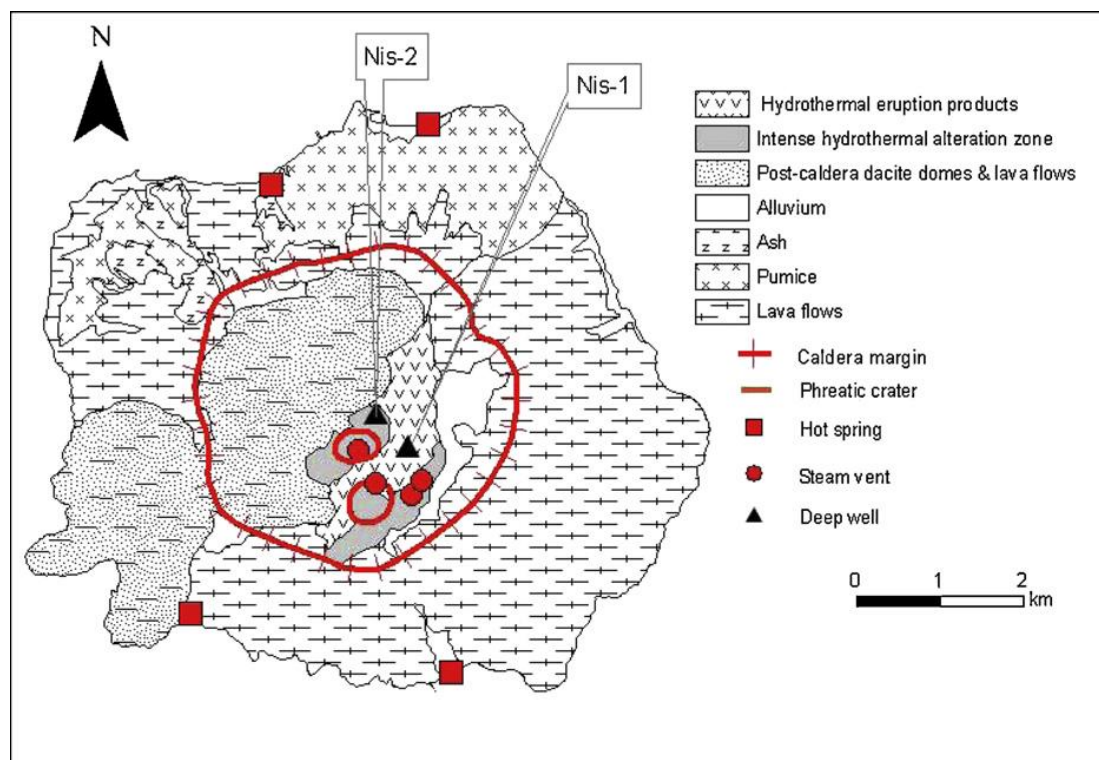 N
Nis-2
Nis-1
Hydrothermal eruption products
Intense hydrothermal alteration zone
Post-caldera dacite domes & lava flows
Alluvium
Ash
Pumice
Lava flows
Caldera margin
Phreatic crater
Hot spring
Steam vent
Deep well
0 1 2
km